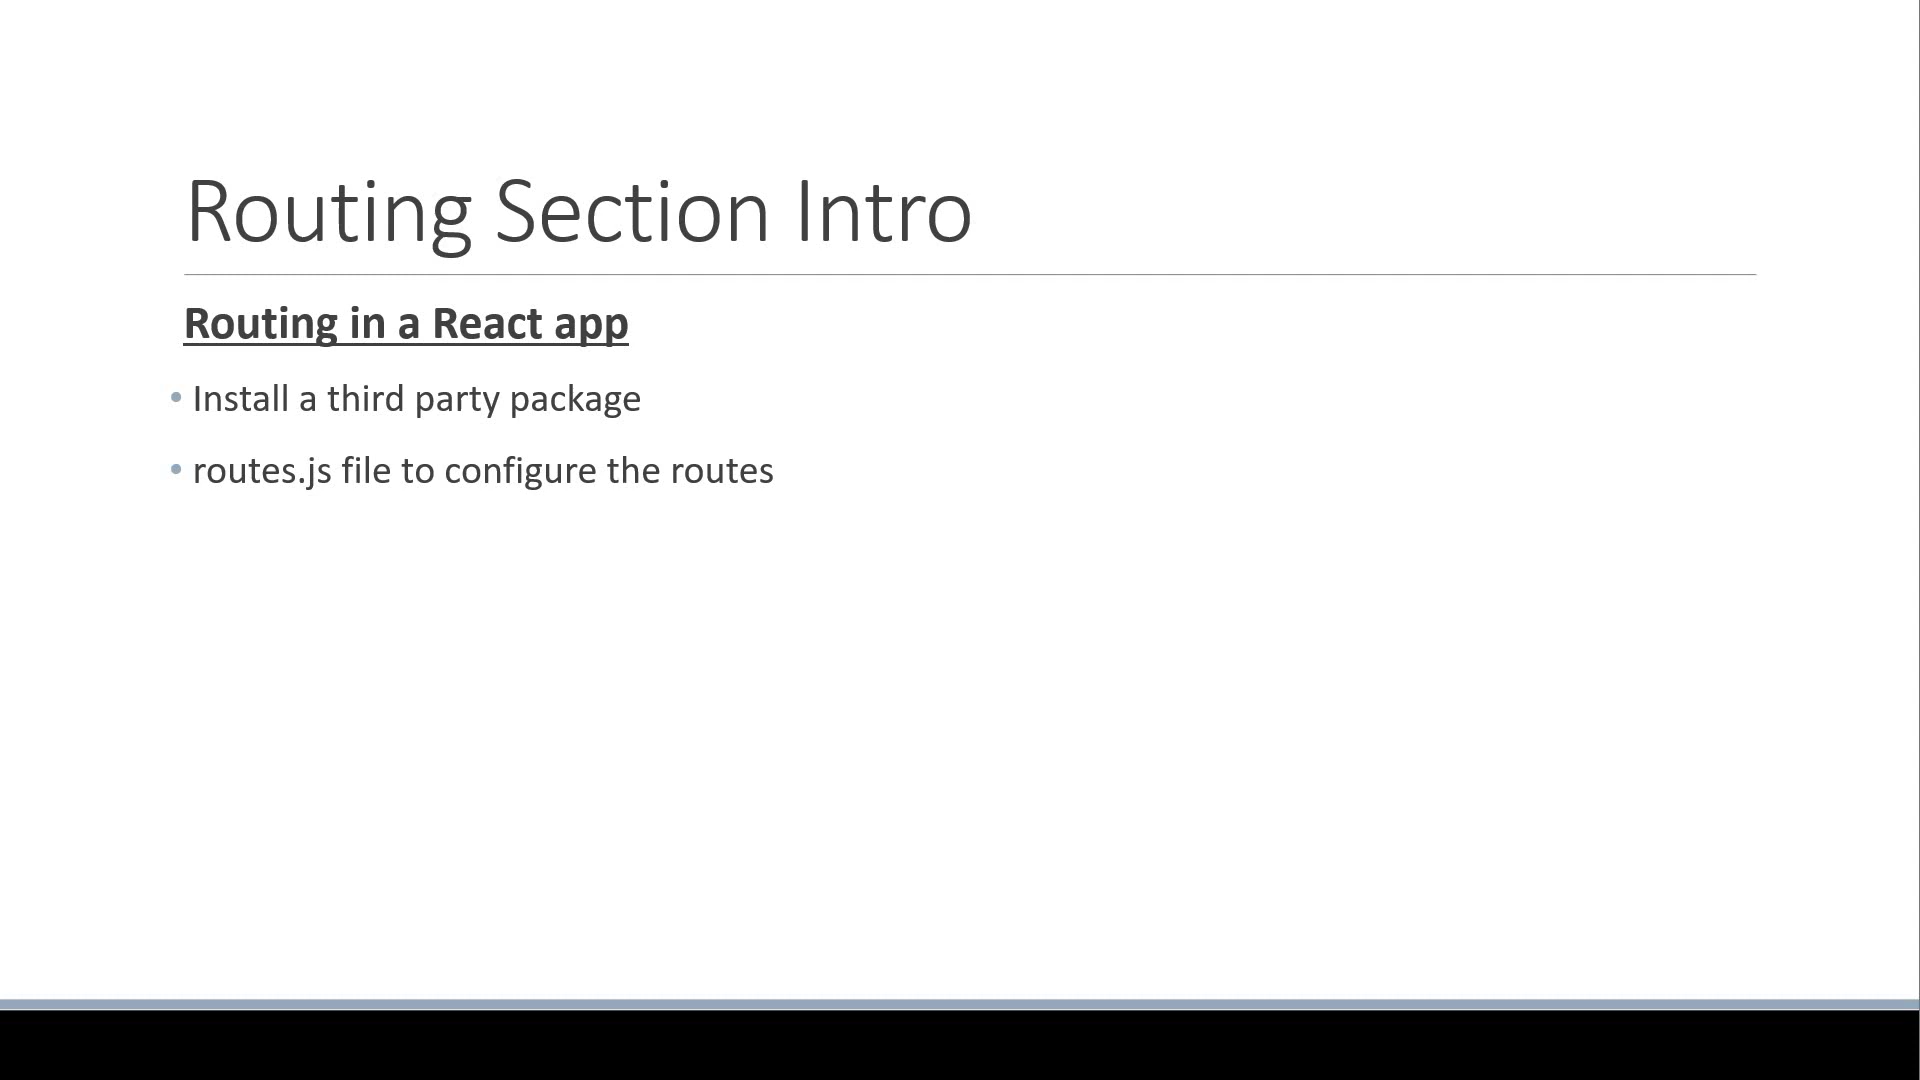 Routing Section Intro
Routing in a React app
• Install a third party package
• routes.js file to configure the routes